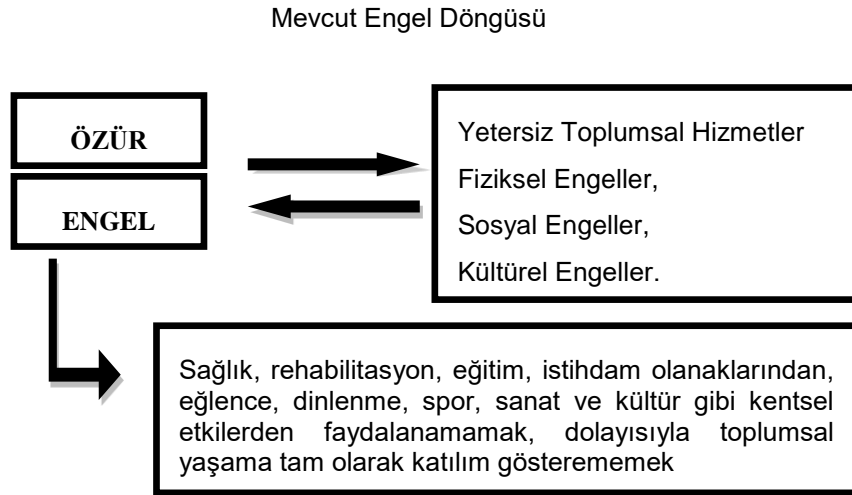 Mevcut Engel Döngüsü
ÖZÜR
ENGEL
Yetersiz Toplumsal Hizmetler
Fiziksel Engeller,
Sosyal Engeller,
Kültürel Engeller.
Sağlık, rehabilitasyon, eğitim, istihdam olanaklarından,
eğlence, dinlenme, spor, sanat ve kültür gibi kentsel
etkilerden faydalanamamak, dolayısıyla toplumsal
yaşama tam olarak katılım gösterememek